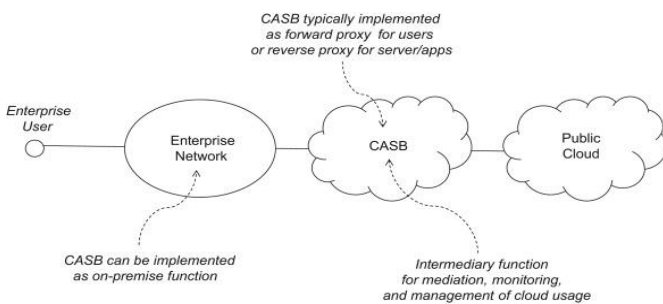 CASB typically implemented
as forward proxy for users
or reverse proxy for server/apps
Enterprise
User
Enterprise
Network
CASB
Public
Cloud
CASB can be implemented
as on-premise function
Intermediary function
for mediation, monitoring,
and management of cloud usage